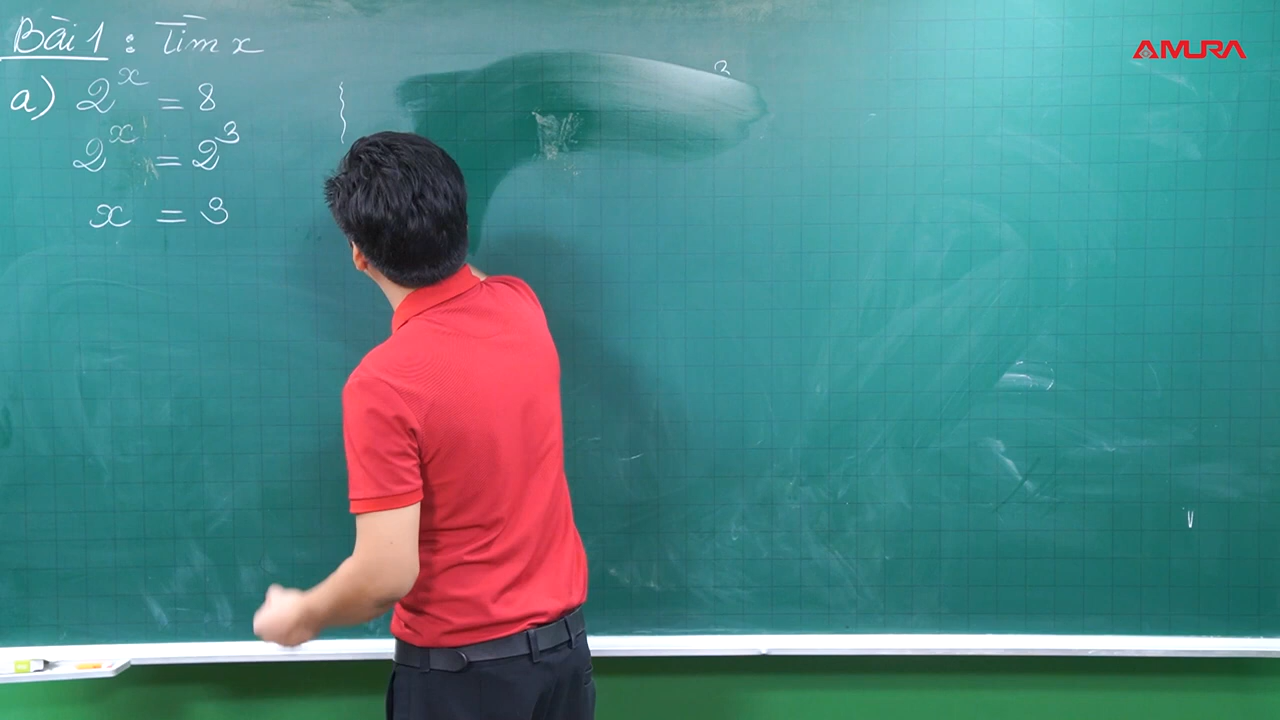 Bài 1 : Tìm x
a) 2^x = 8
2^x = 2^3
x = 3
AMURA